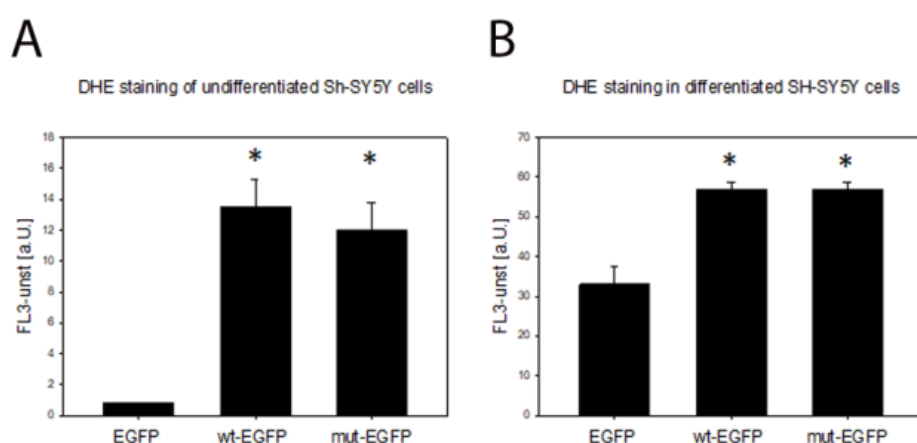 A
DHE staining of undifferentiated Sh-SY5Y cells
FL3-unst [a.U.]
18
16
14
12
10
8
6
4
2
0
*
*
EGFP wt-EGFP mut-EGFP
B
DHE staining in differentiated SH-SY5Y cells
FL3-unst [a.U.]
70
60
50
40
30
20
10
0
*
*
EGFP wt-EGFP mut-EGFP